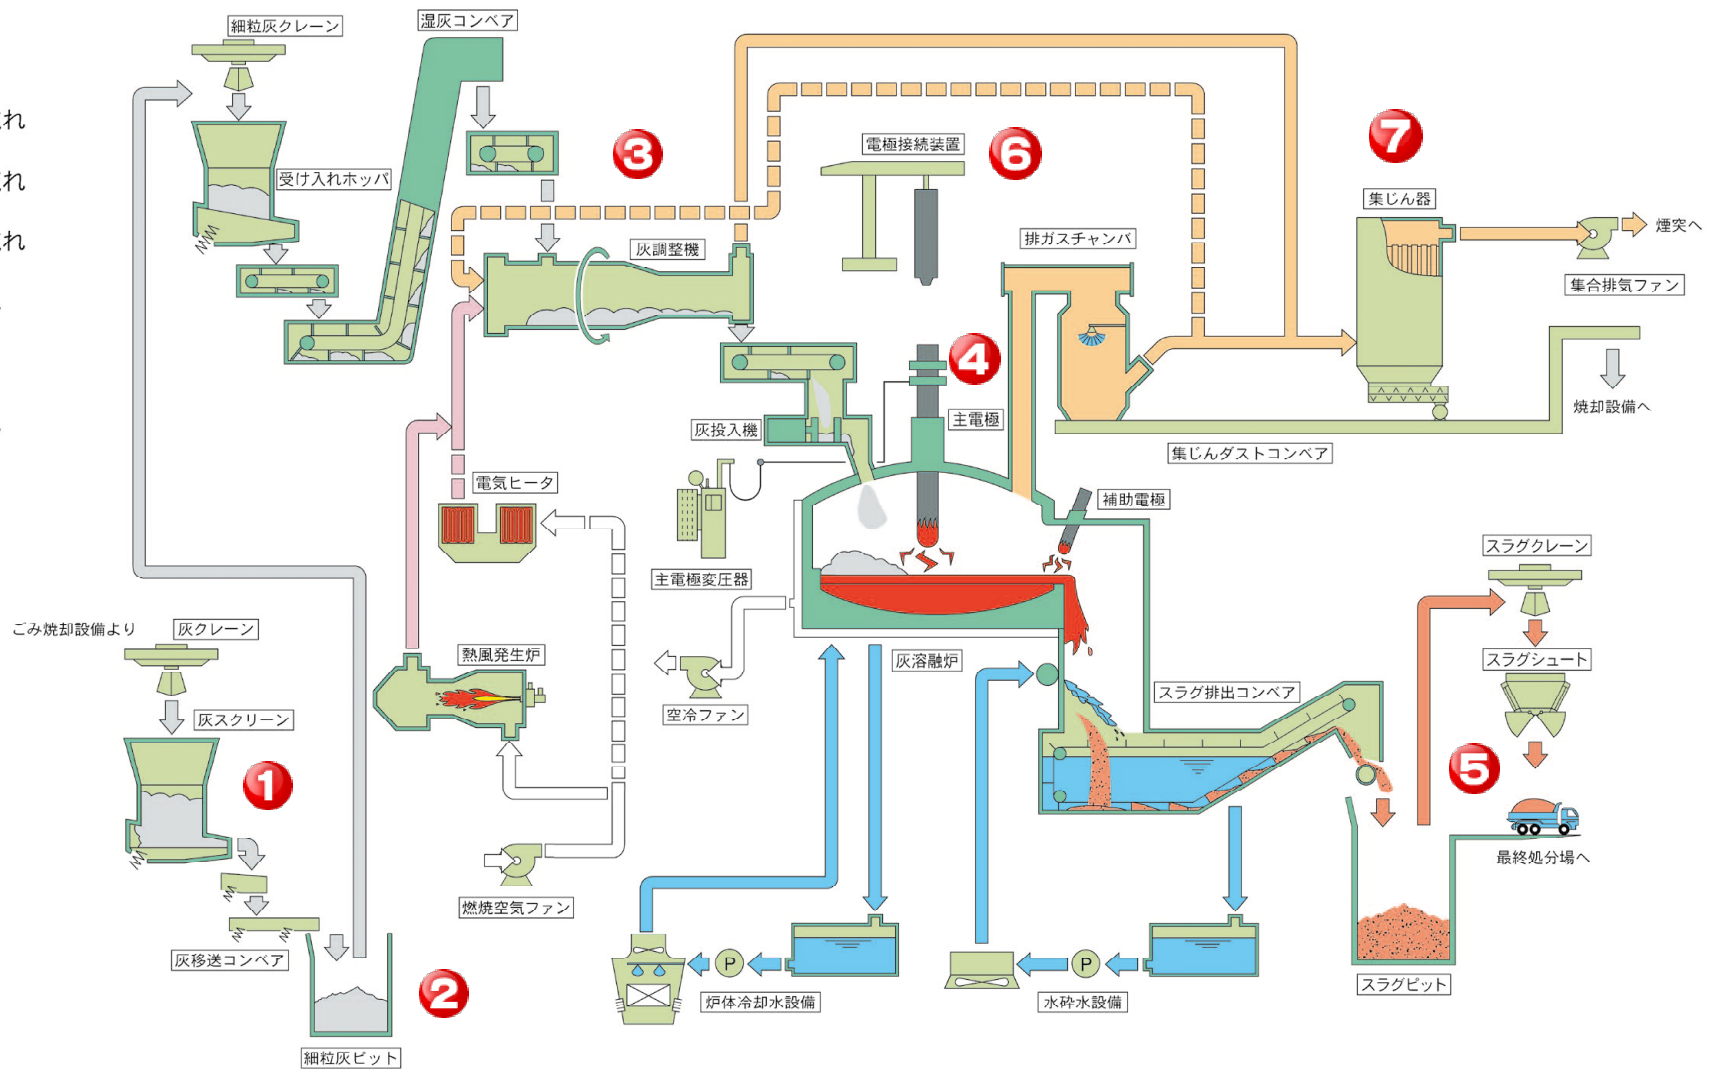 細粒灰クレーン
湿灰コンベア
れ
れ
れ
受け入れホッパ
3
電極接続装置
6
7
集じん器
煙突へ
集合排気ファン
灰調整機
排ガスチャンバ
4
灰投入機
主電極
焼却設備へ
集じんダストコンベア
電気ヒータ
補助電極
主電極変圧器
スラグクレーン
ごみ焼却設備より
灰クレーン
熱風発生炉
灰溶融炉
スラグシュート
灰スクリーン
空冷ファン
スラグ排出コンベア
1
5
最終処分場へ
燃焼空気ファン
灰移送コンベア
2
P
P
炉体冷却水設備
水砕水設備
スラグピット
細粒灰ピット